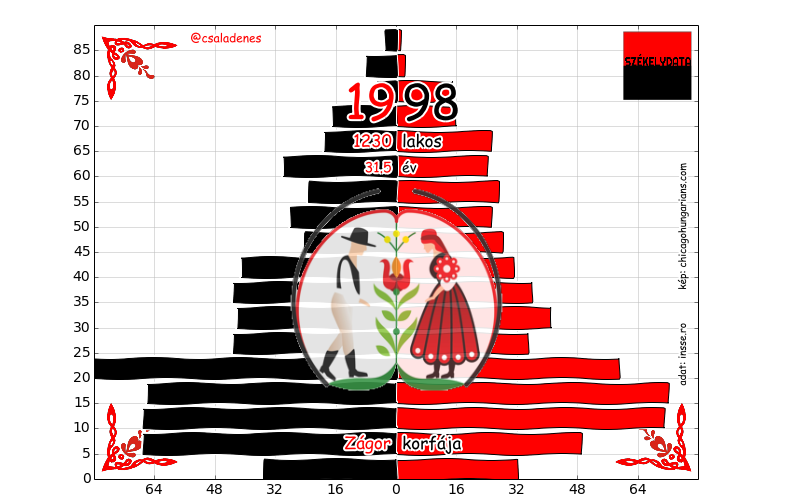 @csaladenes
SZÉKELYDATA
1998
1230 lakos
31.5 év
Zágor korfája
kép: chicagohungarians.com
adat: insse.ro
85
80
75
70
65
60
55
50
45
40
35
30
25
20
15
10
5
0
64 48 32 16 0 16 32 48 64